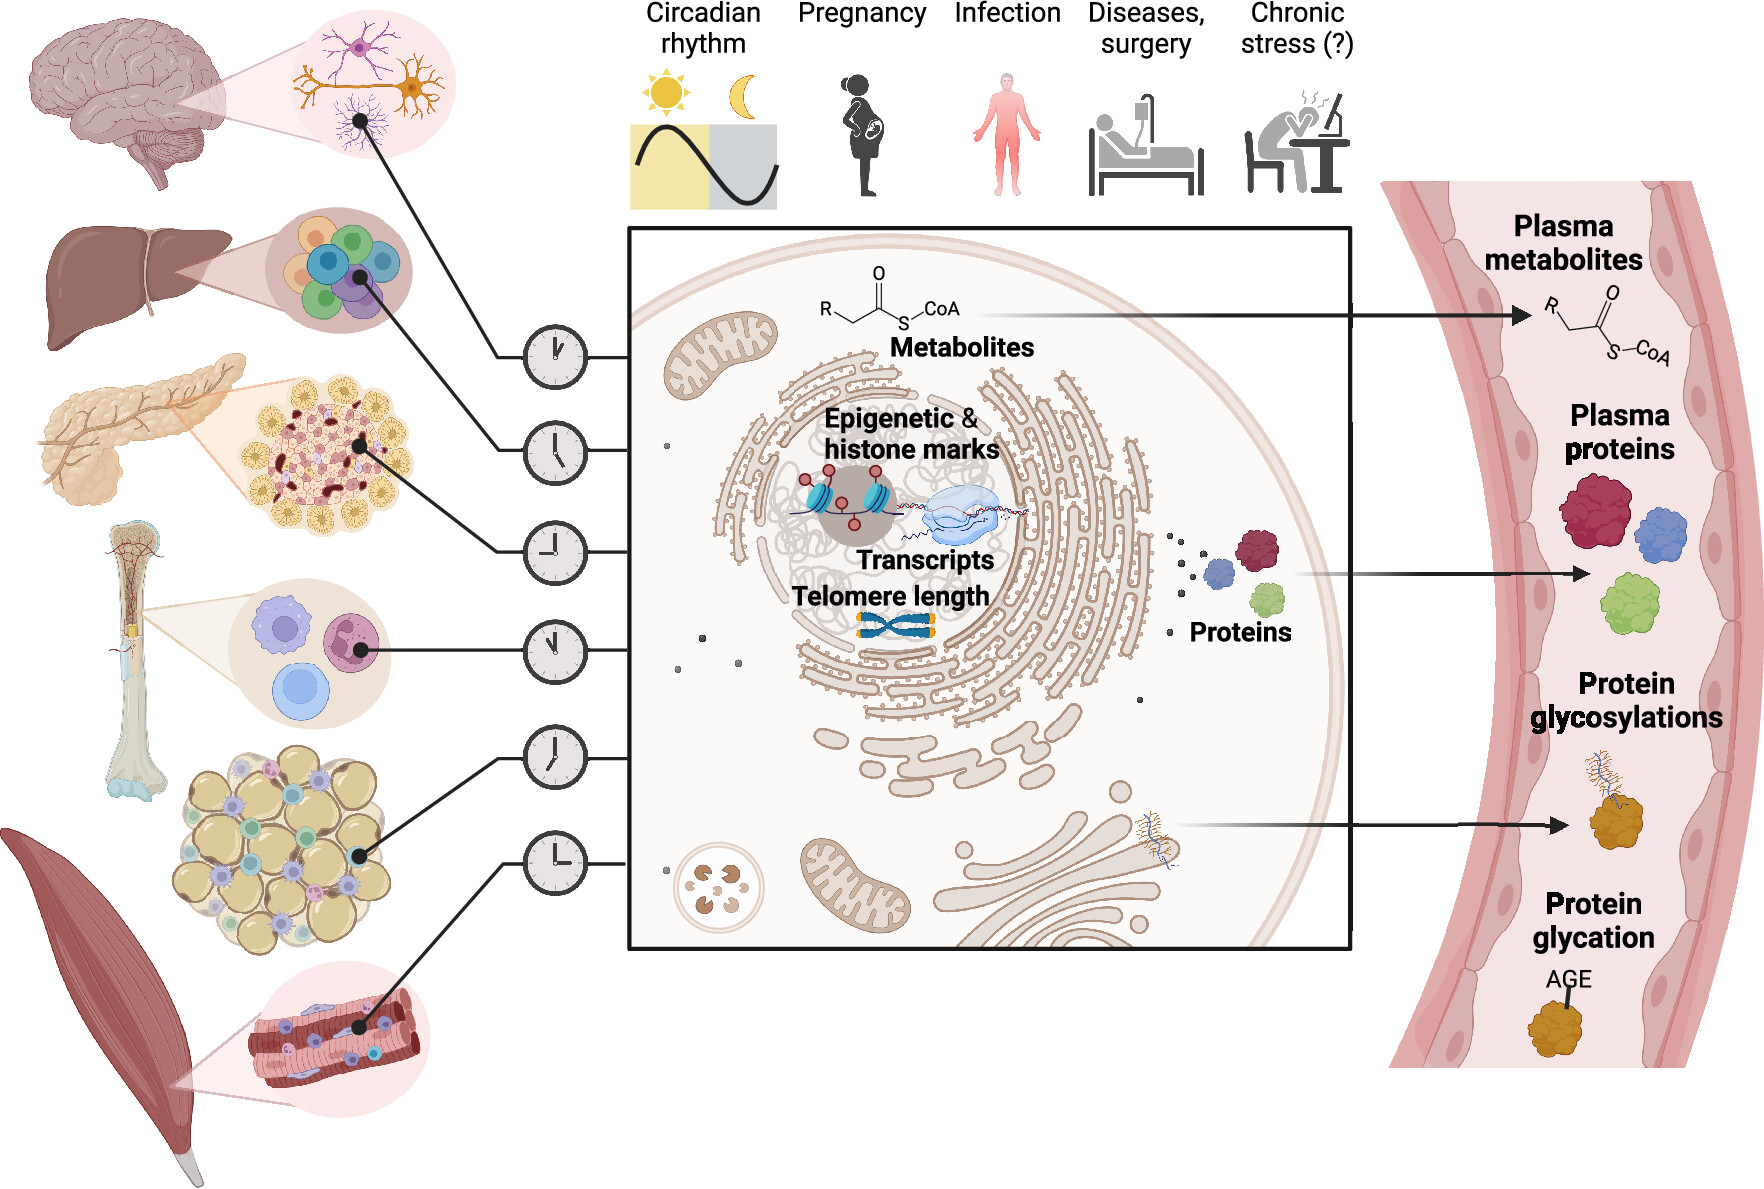 Circadian
rhythm
Pregnancy
Infection
Diseases,
surgery
Chronic
stress (?)
O
R
S
CoA
Metabolites
Epigenetic &
histone marks
Transcripts
Telomere length
Proteins
Plasma
metabolites
R
O
S
CoA
Plasma
proteins
Protein
glycosylations
Protein
glycation
AGE